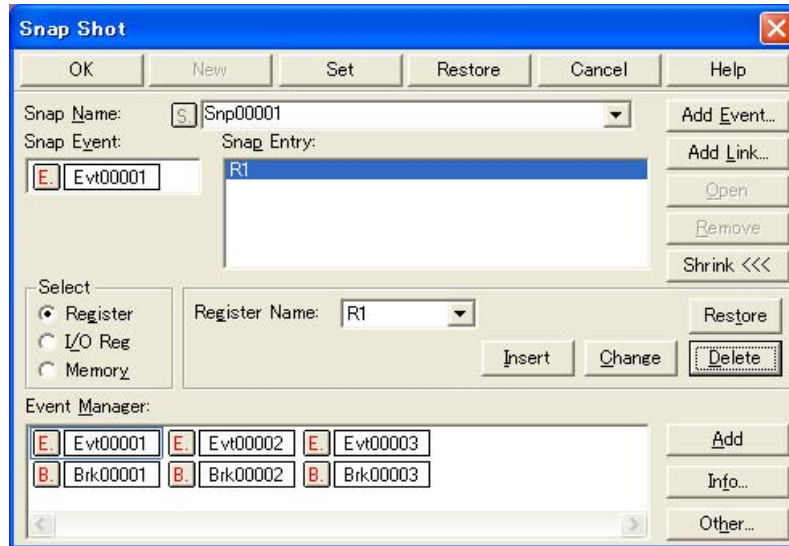 Snap Shot
OK New Set Restore Cancel Help
Snap Name: S. Snp00001 Add Event...
Snap Event: Snap Entry: Add Link...
E. Evt00001 R1
Open
Remove
Shrink <<<
Select
Register Register Name: R1 Restore
I/O Reg
Memory Insert Change Delete
Event Manager:
E. Evt00001 E. Evt00002 E. Evt00003 Add
B. Brk00001 B. Brk00002 B. Brk00003 Info...
Other...